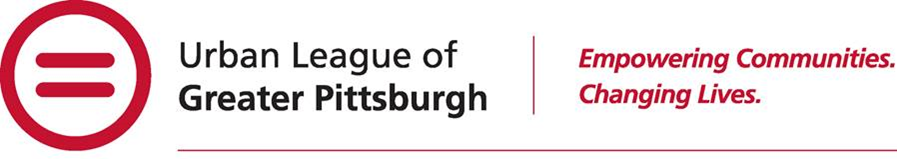 Urban League of
Greater Pittsburgh
Empowering Communities.
Changing Lives.